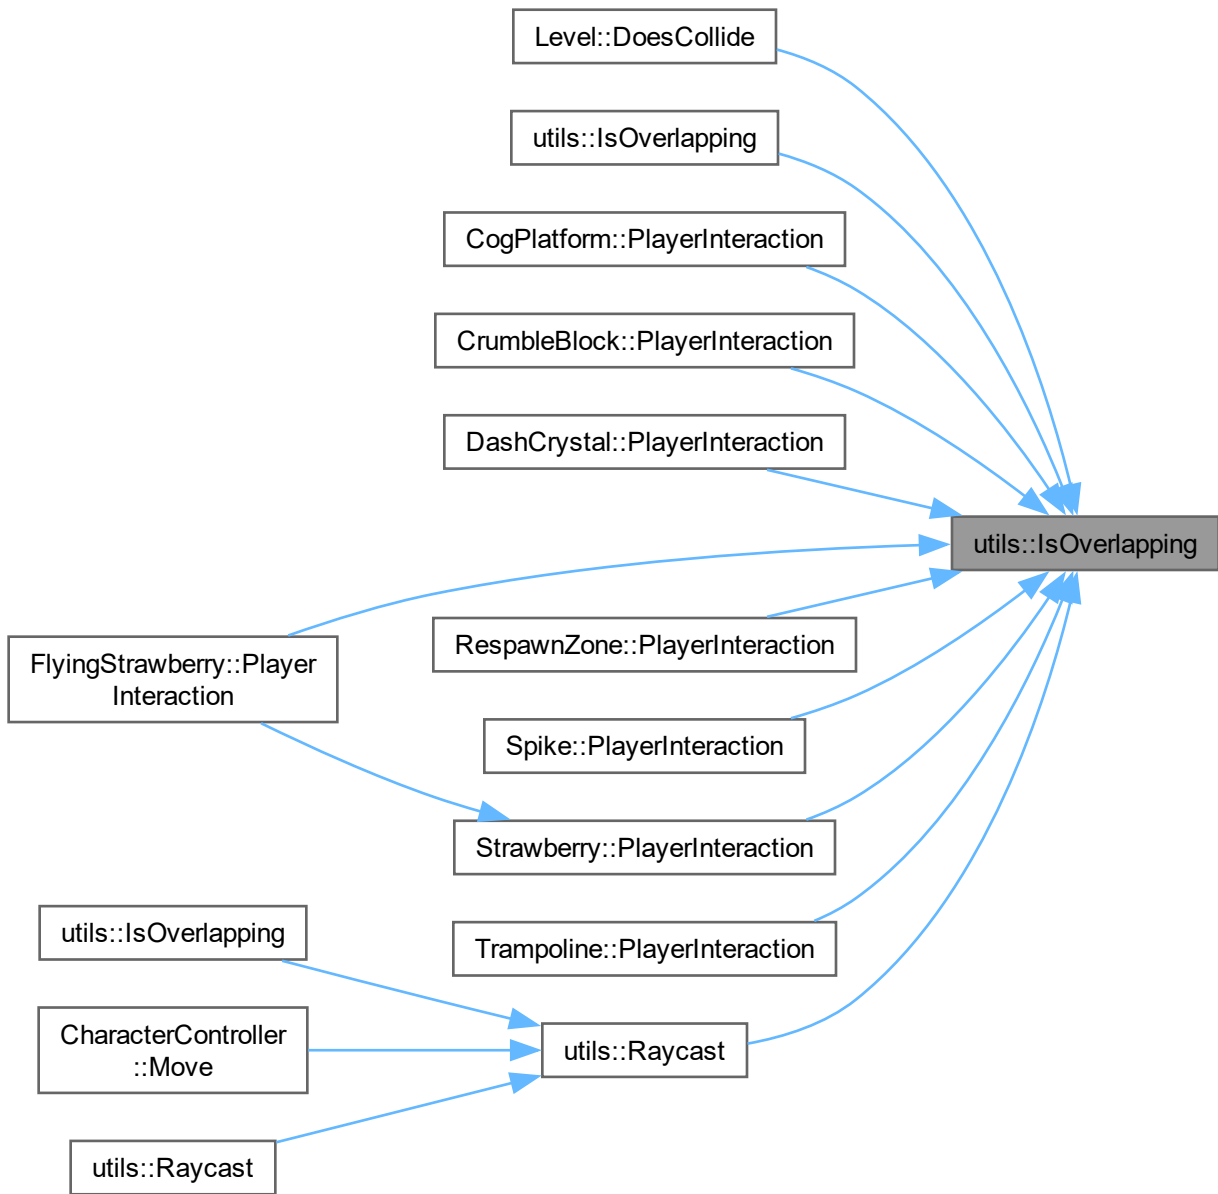 Level::DoesCollide
utils::IsOverlapping
CogPlatform::PlayerInteraction
CrumbleBlock::PlayerInteraction
DashCrystal::PlayerInteraction
utils::IsOverlapping
RespawnZone::PlayerInteraction
FlyingStrawberry::Player
Interaction
Spike::PlayerInteraction
Strawberry::PlayerInteraction
utils::IsOverlapping
Trampoline::PlayerInteraction
CharacterController
::Move
utils::Raycast
utils::Raycast